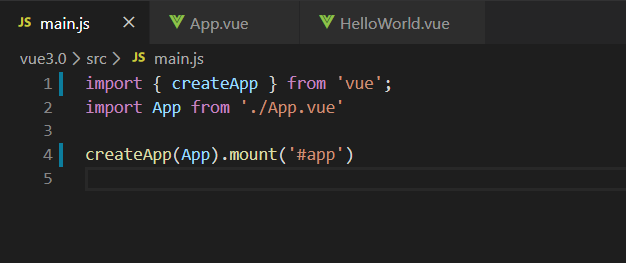 JS main.js × App.vue HelloWorld.vue
vue3.0 > src > JS main.js
1 import { createApp } from 'vue';
2 import App from './App.vue'
3
4 createApp(App).mount('#app')
5